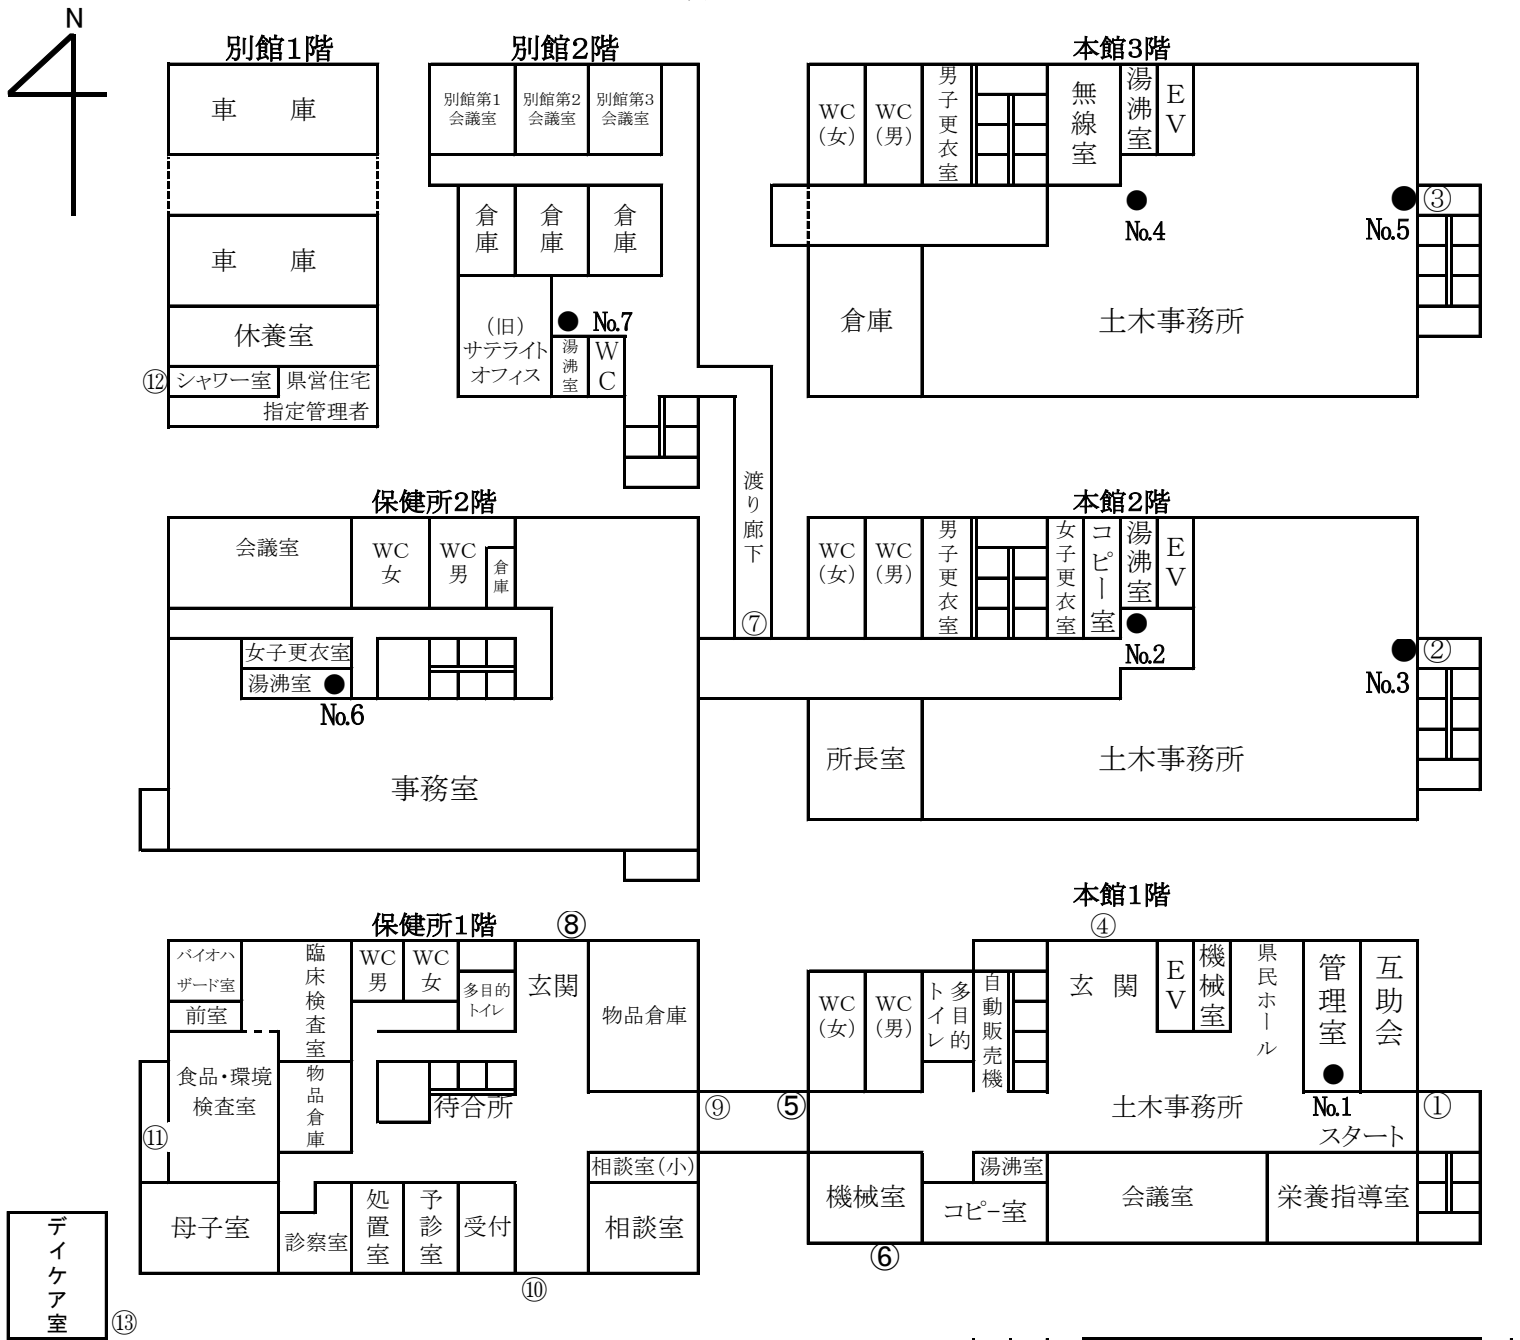 N
別館1階
車　庫
車　庫
休養室
⑫
シャワー室
県営住宅
指定管理者
別館2階
別館第1
会議室
別館第2
会議室
別館第3
会議室
倉庫
倉庫
倉庫
(旧)
サテライト
オフィス
No.7
湯沸室
WC
渡り廊下
⑦
本館3階
WC
(女)
WC
(男)
男子更衣室
無線室
湯沸室
EV
No.4
No.5
③
倉庫
土木事務所
保健所2階
会議室
WC
女
WC
男
倉庫
女子更衣室
湯沸室
No.6
事務室
本館2階
WC
(女)
WC
(男)
男子更衣室
女子更衣室
コピー室
湯沸室
EV
No.2
No.3
②
所長室
土木事務所
保健所1階
⑧
バイオハ
ザード室
前室
臨床検査室
WC
男
WC
女
多目的
トイレ
玄関
物品倉庫
食品・環境
検査室
物品倉庫
待合所
⑨
⑪
相談室(小)
母子室
診察室
処置室
予診室
受付
相談室
⑩
デイケア室
⑬
本館1階
④
WC
(女)
WC
(男)
多目的
トイレ
自動販売機
玄　関
EV
機械室
県民ホール
管理室
互助会
⑤
土木事務所
No.1
スタート
①
機械室
湯沸室
コピー室
会議室
栄養指導室
⑥